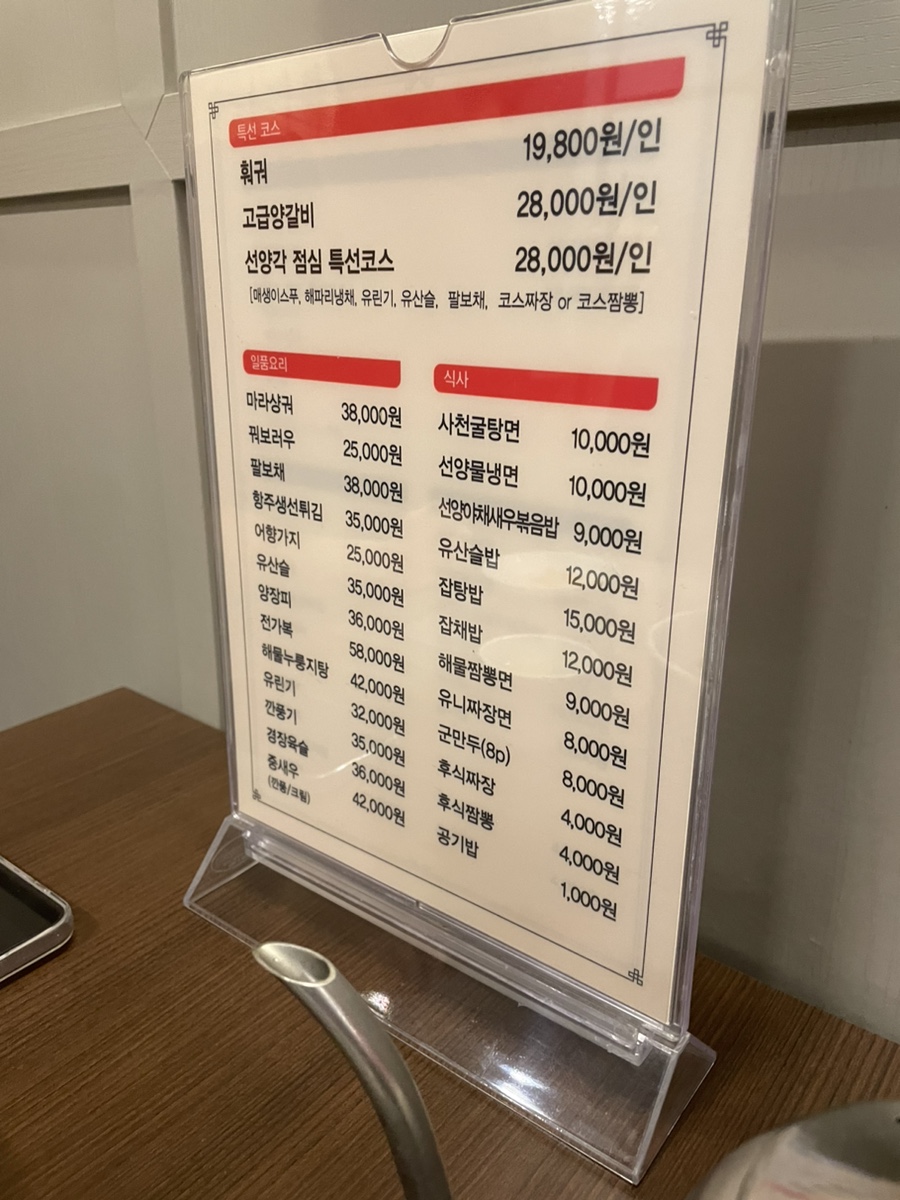 특선 코스
훠궈 19,800원/인
고급양갈비 28,000원/인
선양각 점심 특선코스 28,000원/인
[매생이스푸, 해파리냉채, 유린기, 유산슬, 팔보채, 코스짜장 or 코스짬뽕]
일품요리
마라샹궈 38,000원
꿔보러우 25,000원
팔보채 38,000원
항주생선튀김 35,000원
어향가지 25,000원
유산슬 35,000원
양장피 36,000원
전가복 58,000원
해물누룽지탕 42,000원
유린기 32,000원
깐풍기 35,000원
경장육슬 36,000원
중새우 42,000원
(깐풍/크림)
식사
사천굴탕면 10,000원
선양물냉면 10,000원
선양야채새우볶음밥 9,000원
유산슬밥 12,000원
잡탕밥 15,000원
잡채밥 12,000원
해물짬뽕면 9,000원
유니짜장면 8,000원
군만두(8p) 8,000원
후식짜장 4,000원
후식짬뽕 4,000원
공기밥 1,000원